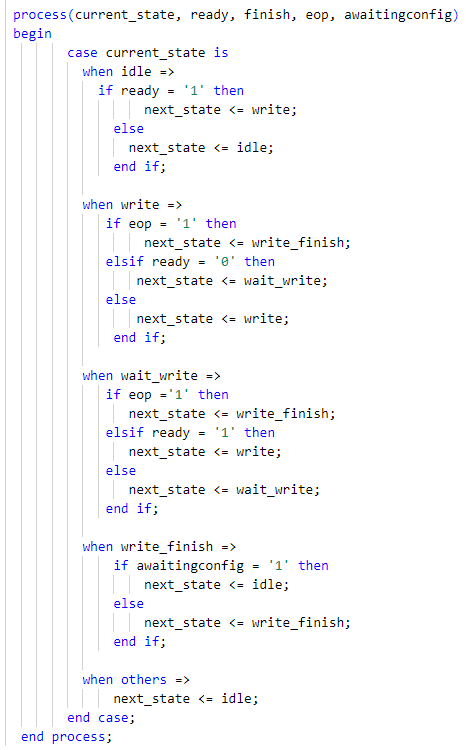 process(current_state, ready, finish, eop, awaitingconfig)
begin
case current_state is
when idle =>
if ready = '1' then
next_state <= write;
else
next_state <= idle;
end if;
when write =>
if eop = '1' then
next_state <= write_finish;
elsif ready = '0' then
next_state <= wait_write;
else
next_state <= write;
end if;
when wait_write =>
if eop ='1' then
next_state <= write_finish;
elsif ready = '1' then
next_state <= write;
else
next_state <= wait_write;
end if;
when write_finish =>
if awaitingconfig = '1' then
next_state <= idle;
else
next_state <= write_finish;
end if;
when others =>
next_state <= idle;
end case;
end process;